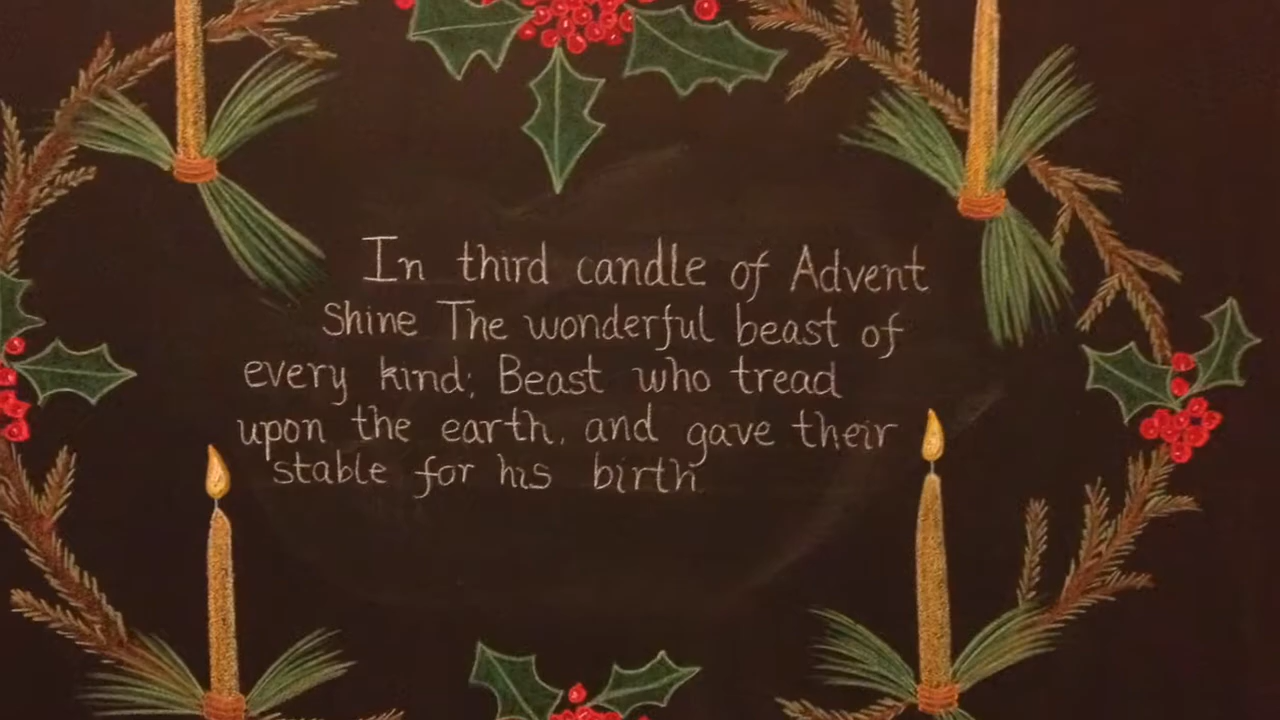 In third candle of Advent
Shine The wonderful beast of
every kind; Beast who tread
upon the earth, and gave their
stable for his birth